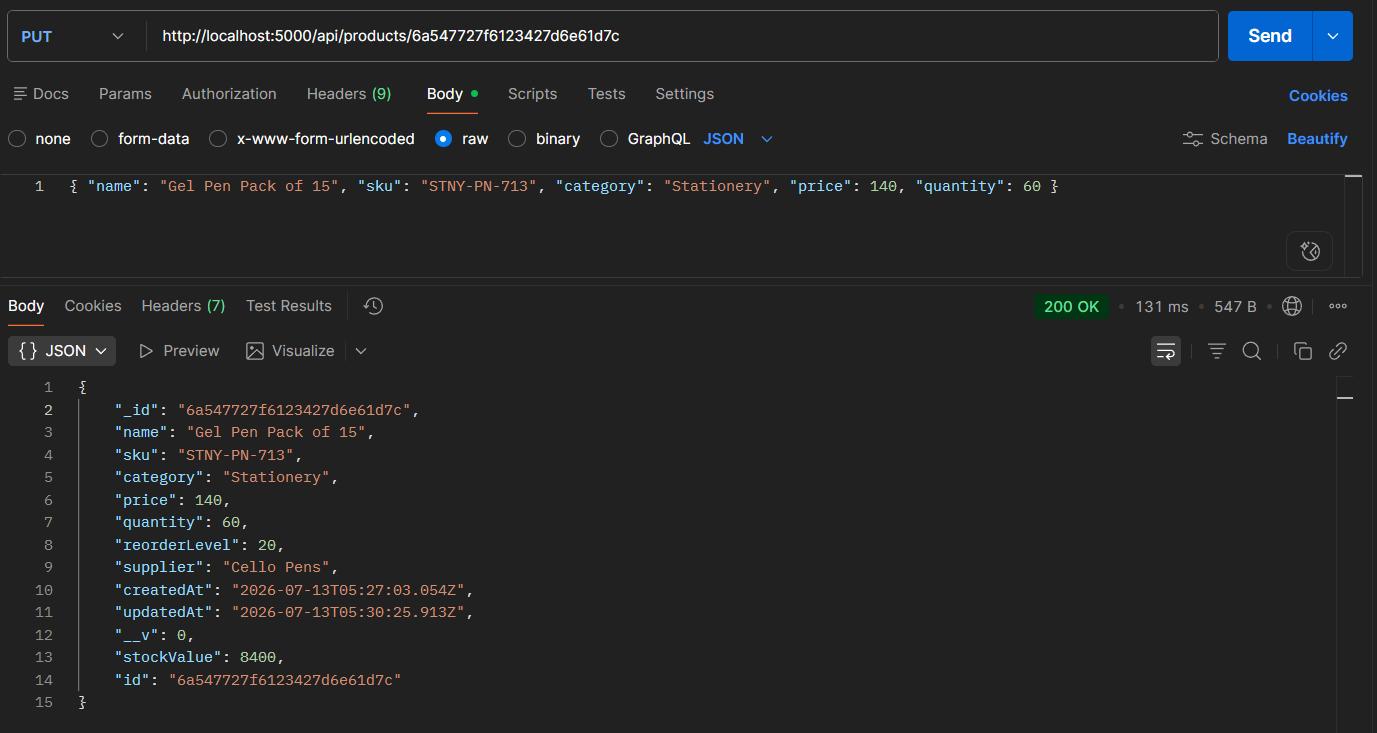 PUT http://localhost:5000/api/products/6a547727f6123427d6e61d7c Send
Docs Params Authorization Headers (9) Body Scripts Tests Settings Cookies
none form-data x-www-form-urlencoded raw binary GraphQL JSON Schema Beautify
1 { "name": "Gel Pen Pack of 15", "sku": "STNY-PN-713", "category": "Stationery", "price": 140, "quantity": 60 }
Body Cookies Headers (7) Test Results 200 OK • 131 ms • 547 B •
{} JSON Preview Visualize
1 {
2 "_id": "6a547727f6123427d6e61d7c",
3 "name": "Gel Pen Pack of 15",
4 "sku": "STNY-PN-713",
5 "category": "Stationery",
6 "price": 140,
7 "quantity": 60,
8 "reorderLevel": 20,
9 "supplier": "Cello Pens",
10 "createdAt": "2026-07-13T05:27:03.054Z",
11 "updatedAt": "2026-07-13T05:30:25.913Z",
12 "__v": 0,
13 "stockValue": 8400,
14 "id": "6a547727f6123427d6e61d7c"
15 }